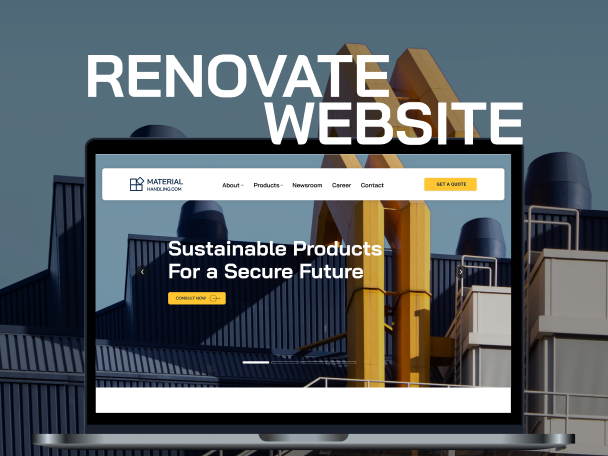 RENOVATE
WEBSITE
MATERIAL
HANDLING.COM
About
Products
Newsroom
Career
Contact
GET A QUOTE
Sustainable Products
For a Secure Future
CONSULT NOW